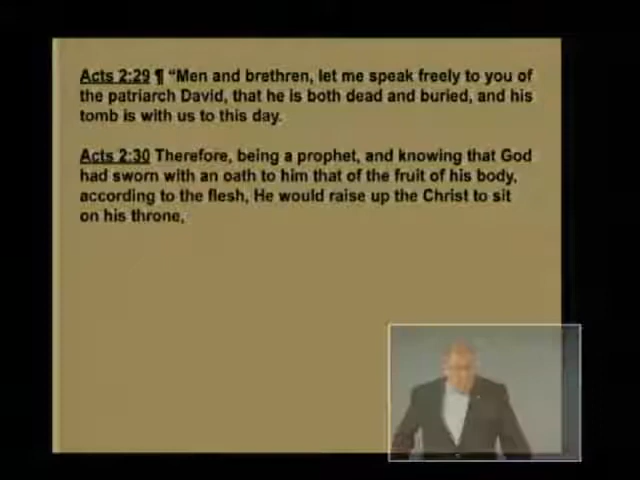 Acts 2:29 ¶ “Men and brethren, let me speak freely to you of
the patriarch David, that he is both dead and buried, and his
tomb is with us to this day.
Acts 2:30 Therefore, being a prophet, and knowing that God
had sworn with an oath to him that of the fruit of his body,
according to the flesh, He would raise up the Christ to sit
on his throne,